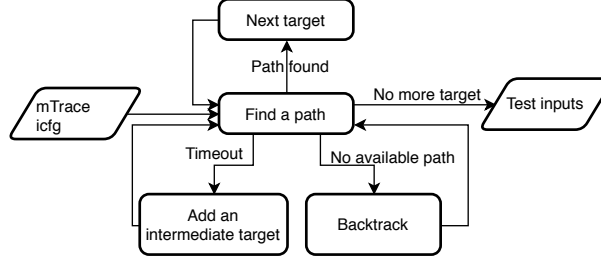 Next target
Path found
mTrace
icfg
Find a path
No more target
Test inputs
Timeout
No available path
Add an
intermediate target
Backtrack